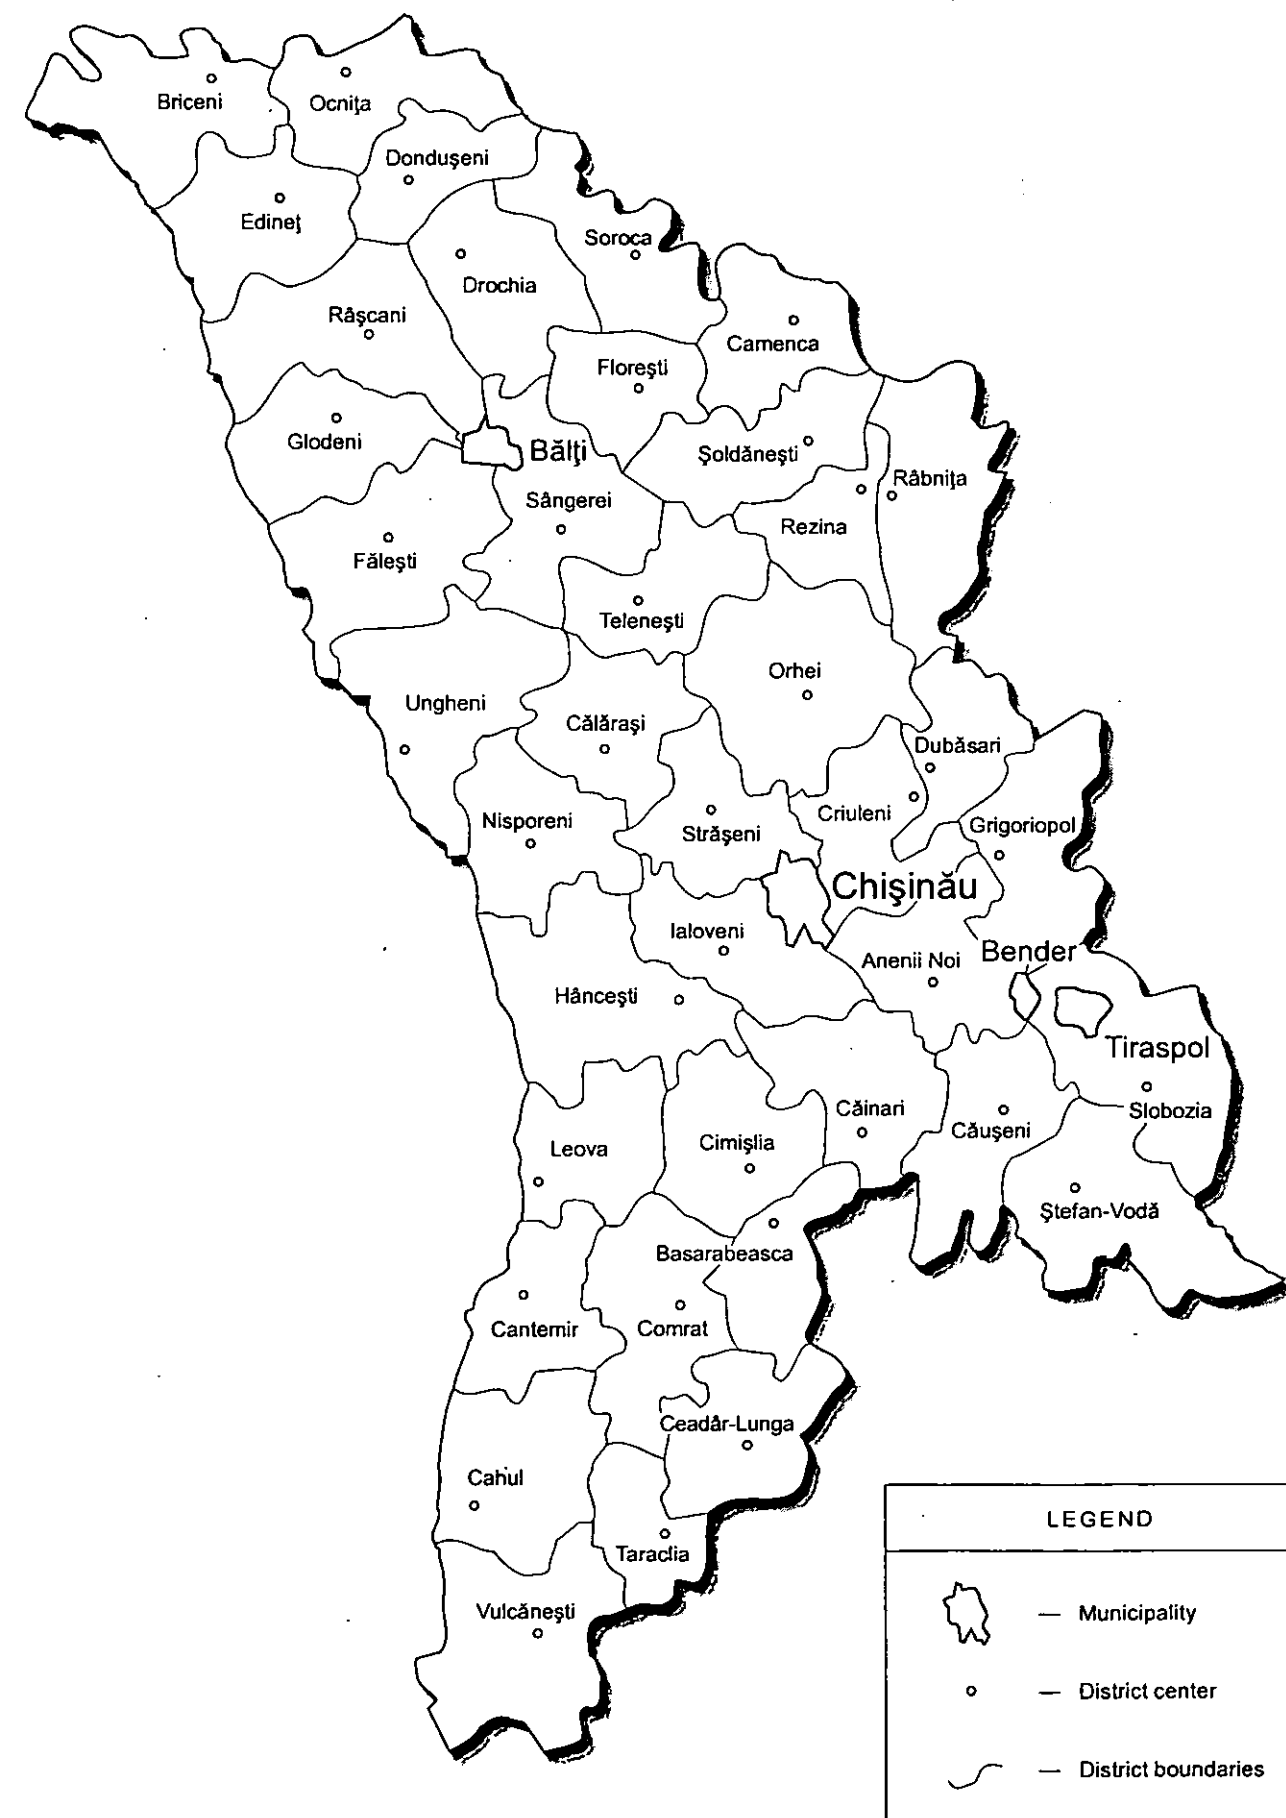 Briceni
Ocniţa
Donduşeni
Edineţ
Soroca
Drochia
Râşcani
Camenca
Floreşti
Glodeni
Bălţi
Şoldăneşti
Râbniţa
Sângerei
Rezina
Făleşti
Teleneşti
Orhei
Ungheni
Călăraşi
Dubăsari
Nisporeni
Străşeni
Criuleni
Grigoriopol
Chişinău
Ialoveni
Anenii Noi
Bender
Hânceşti
Tiraspol
Căinari
Slobozia
Căuşeni
Leova
Cimişlia
Ştefan-Vodă
Basarabeasca
Cantemir
Comrat
Ceadâr-Lunga
Cahul
Taraclia
Vulcăneşti
LEGEND
— Municipality
— District center
— District boundaries